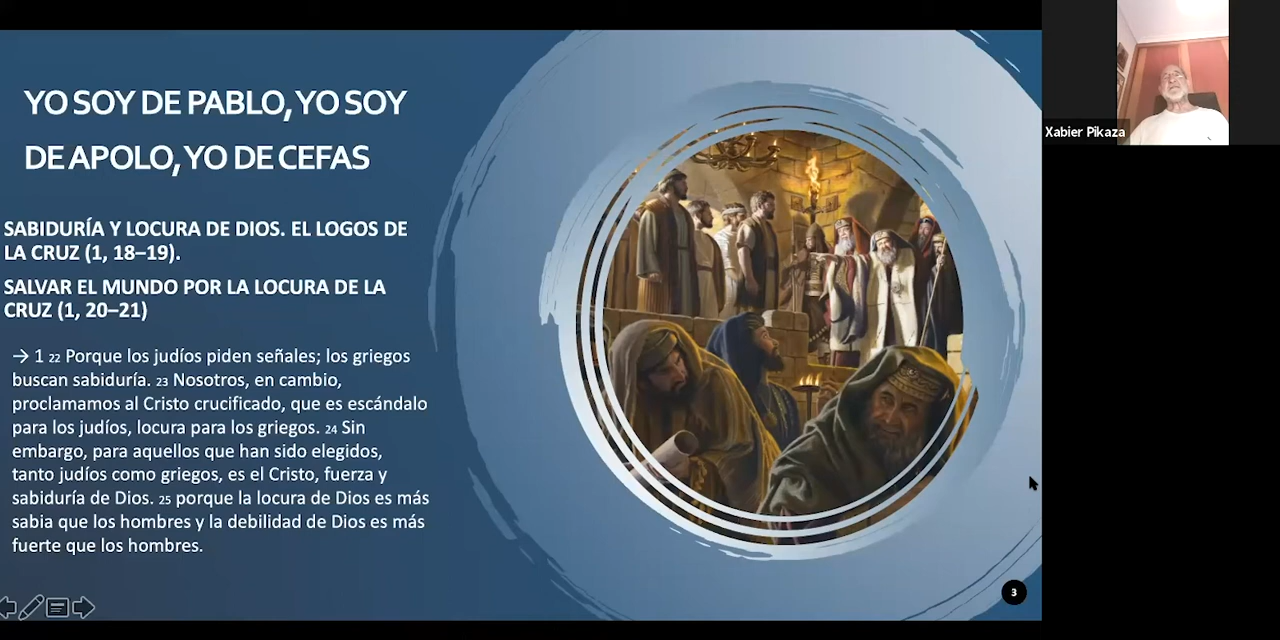 YO SOY DE PABLO, YO SOY
DE APOLO, YO DE CEFAS
SABIDURÍA Y LOCURA DE DIOS. EL LOGOS DE
LA CRUZ (1, 18–19).
SALVAR EL MUNDO POR LA LOCURA DE LA
CRUZ (1, 20–21)
→ 1 22 Porque los judíos piden señales; los griegos
buscan sabiduría. 23 Nosotros, en cambio,
proclamamos al Cristo crucificado, que es escándalo
para los judíos, locura para los griegos. 24 Sin
embargo, para aquellos que han sido elegidos,
tanto judíos como griegos, es el Cristo, fuerza y
sabiduría de Dios. 25 porque la locura de Dios es más
sabia que los hombres y la debilidad de Dios es más
fuerte que los hombres.
3
Xabier Pikaza